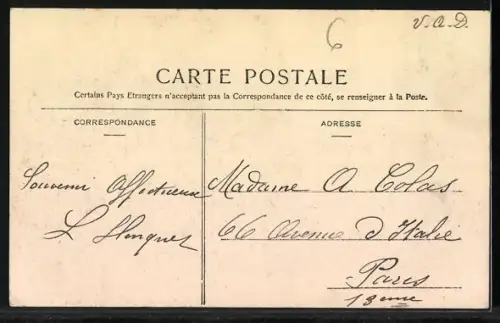 6
V.A.D.
CARTE POSTALE
Certains Pays Etrangers n'acceptant pas la Correspondance de ce côté, se renseigner à la Poste.
CORRESPONDANCE
Souvenir Affectueux
L
ADRESSE
Madame A Colas
66 Avenue d'Italie
Paris
13eme